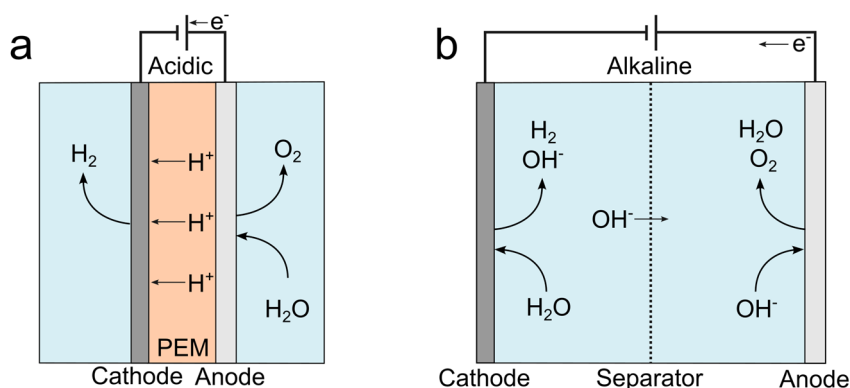 a
e⁻
Acidic
H₂
H⁺
H⁺
H⁺
O₂
H₂O
PEM
Cathode
Anode
b
e⁻
Alkaline
H₂
OH⁻
H₂O
OH⁻
H₂O
O₂
OH⁻
Cathode
Separator
Anode